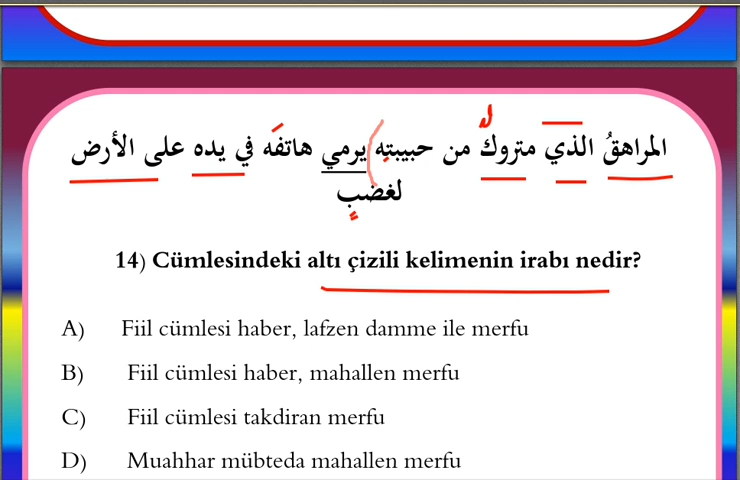 المراهقُ الذي متروك من حبيبتِه يرمي هاتفَه في يده على الأرض
لغضبٍ
14) Cümlesindeki altı çizili kelimenin irabı nedir?
A) Fiil cümlesi haber, lafzen damme ile merfu
B) Fiil cümlesi haber, mahallen merfu
C) Fiil cümlesi takdiran merfu
D) Muahhar mübteda mahallen merfu